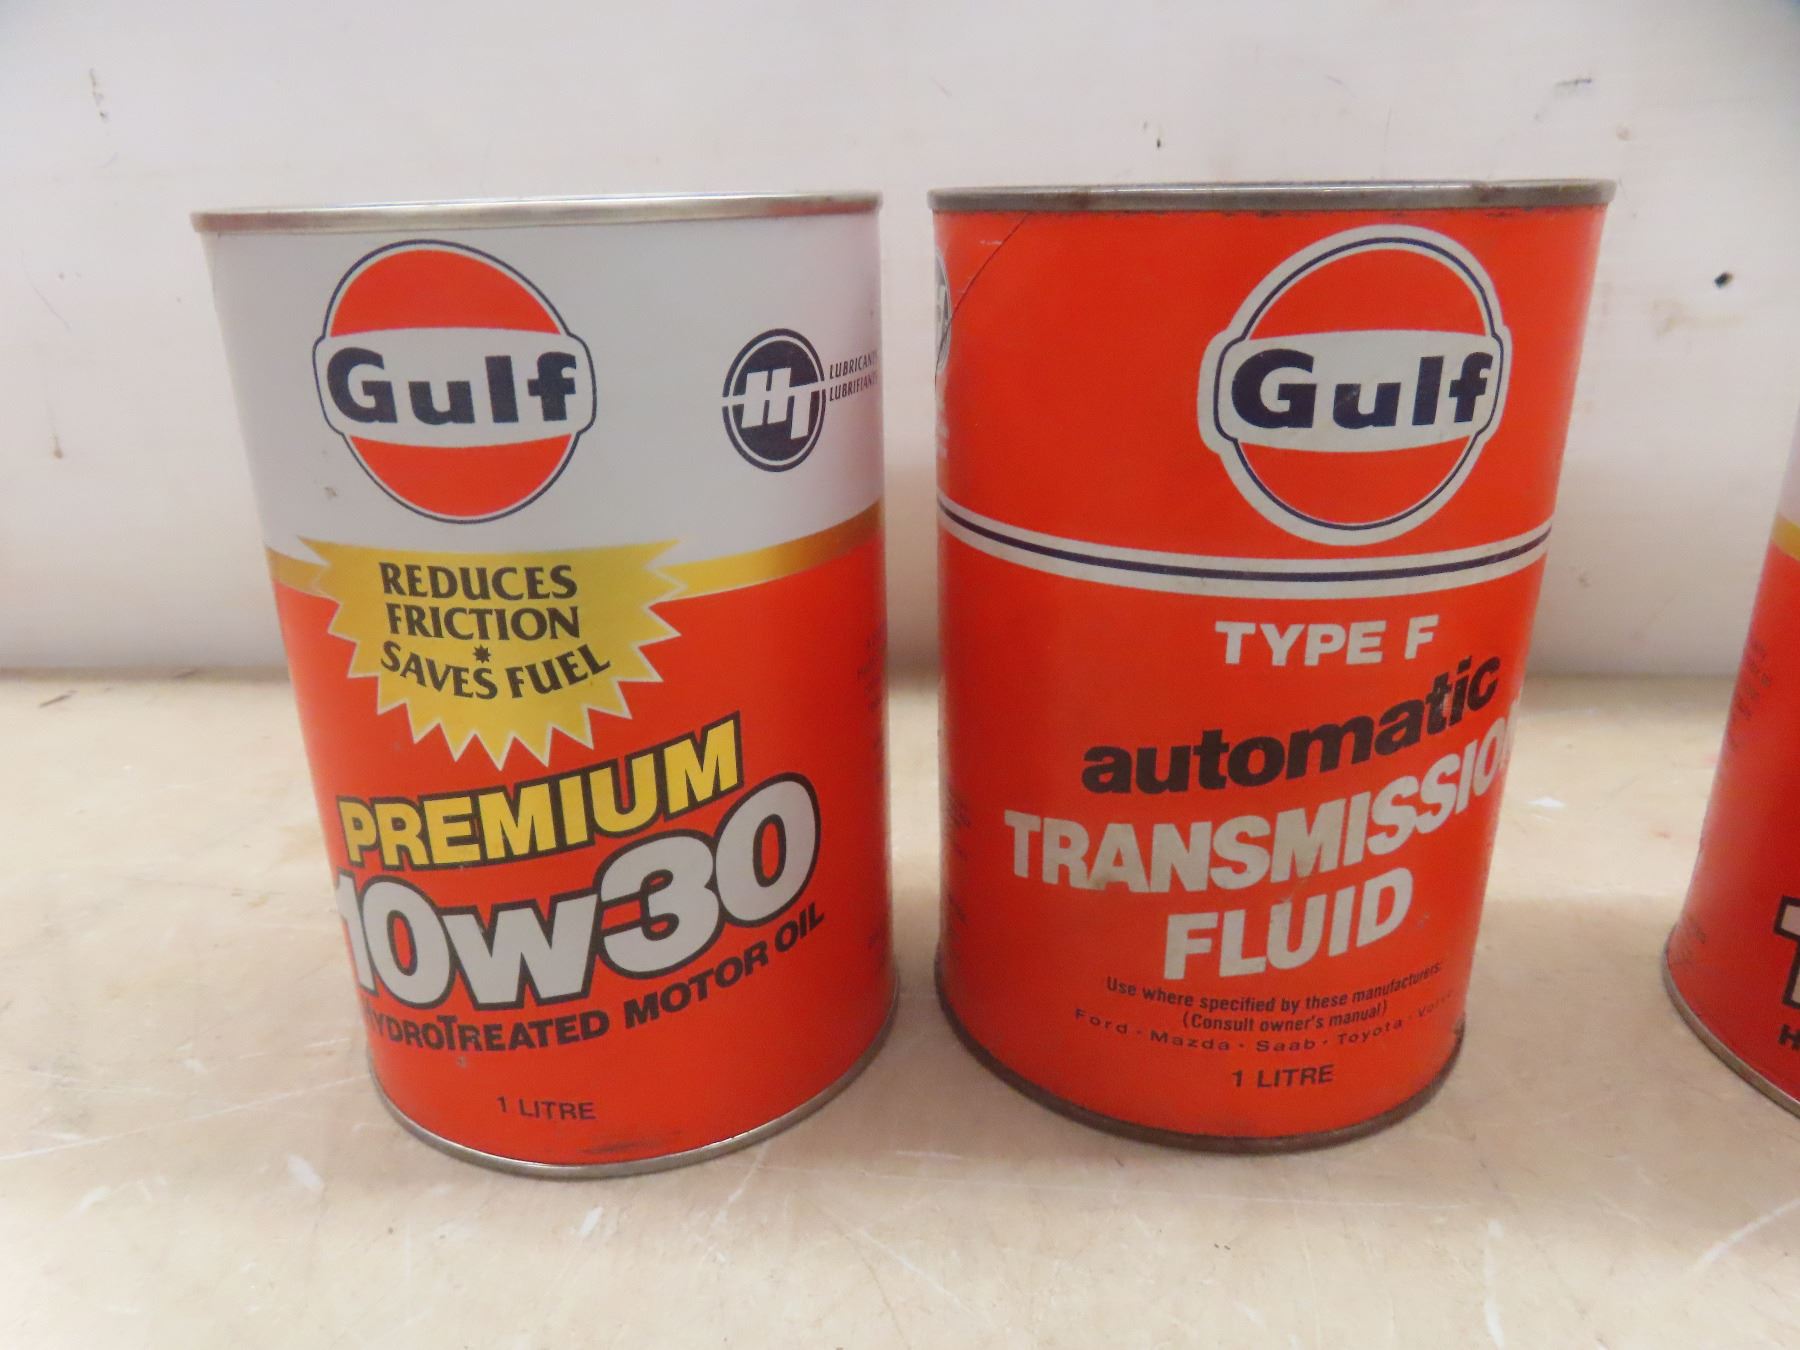 Gulf
HT
LUBRICANTS
LUBRIFIANTS
REDUCES
FRICTION
SAVES FUEL
PREMIUM
10w30
HYDROTREATED MOTOR OIL
1 LITRE
Gulf
TYPE F
automatic
TRANSMISSION
FLUID
Use where specified by these manufacturers:
(Consult owner's manual)
Ford · Mazda · Saab · Toyota · Volvo
1 LITRE